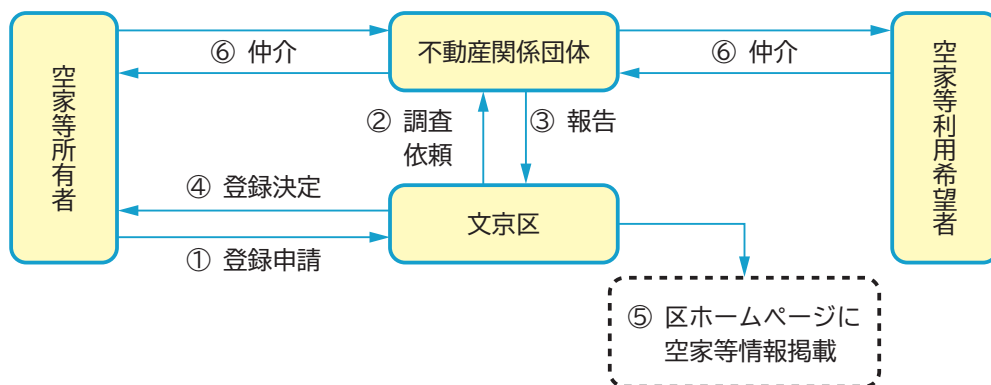 空家等所有者
⑥ 仲介
不動産関係団体
⑥ 仲介
空家等利用希望者
② 調査
依頼
③ 報告
④ 登録決定
文京区
① 登録申請
⑤ 区ホームページに
空家等情報掲載